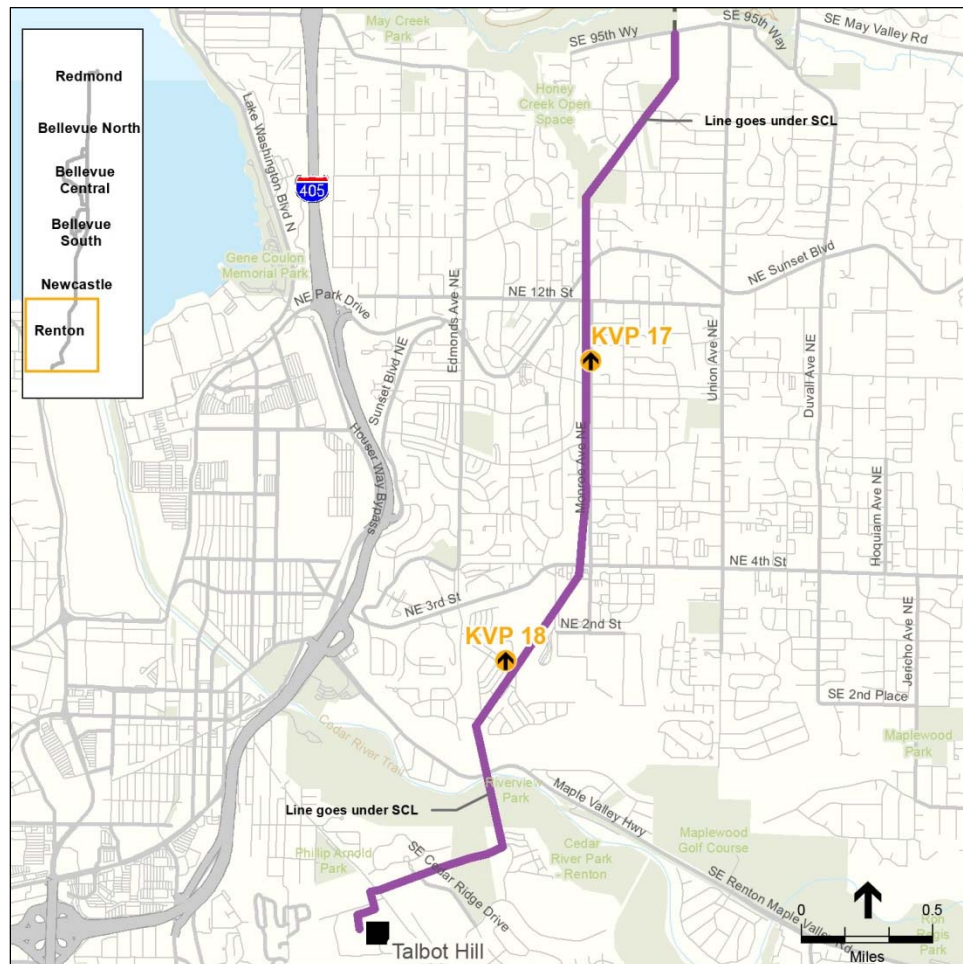 May Creek
Park
SE 95th Wy
SE 95th Way
SE May Valley Rd
Redmond
Bellevue North
Bellevue
Central
Bellevue
South
Newcastle
Renton
Lake Washington Blvd N
Honey
Creek Open
Space
Line goes under SCL
405
Gene Coulon
Memorial Park
NE Park Drive
Sunset Blvd NE
Edmonds Ave NE
NE 12th St
NE Sunset Blvd
KVP 17
Union Ave NE
Duvall Ave NE
Houser Way Bypass
Monroe Ave NE
Hoquiam Ave NE
NE 4th St
NE 3rd St
NE 2nd St
KVP 18
Jericho Ave NE
SE 2nd Place
Cedar River Trail
Maplewood
Park
Riverview
Park
Maple Valley Hwy
Line goes under SCL
Phillip Arnold
Park
SE Cedar Ridge Drive
Cedar
River Park
Renton
Maplewood
Golf Course
SE Renton Maple Valley Rd
Ron
Regis
Park
0 0.5
Miles
Talbot Hill